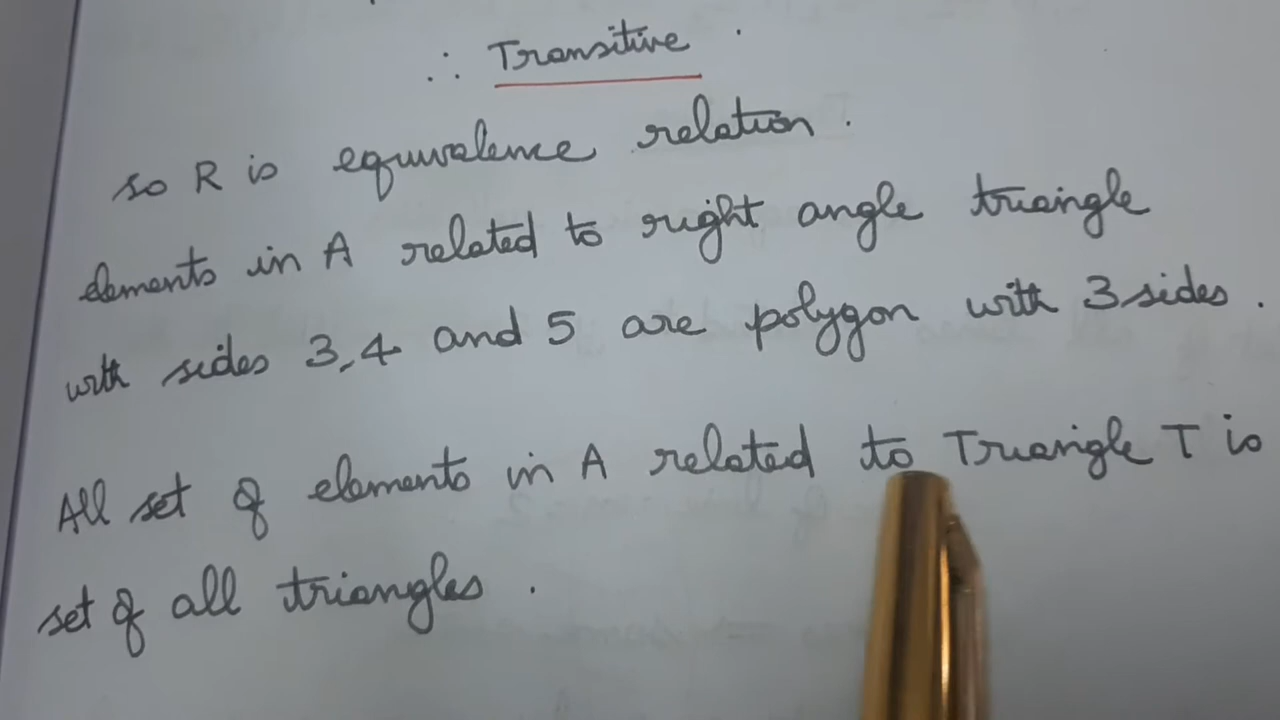 ∴ Transitive
so R is equivalence relation.
elements in A related to right angle triangle
with sides 3,4 and 5 are polygon with 3 sides.
All set of elements in A related to Triangle T is
set of all triangles.